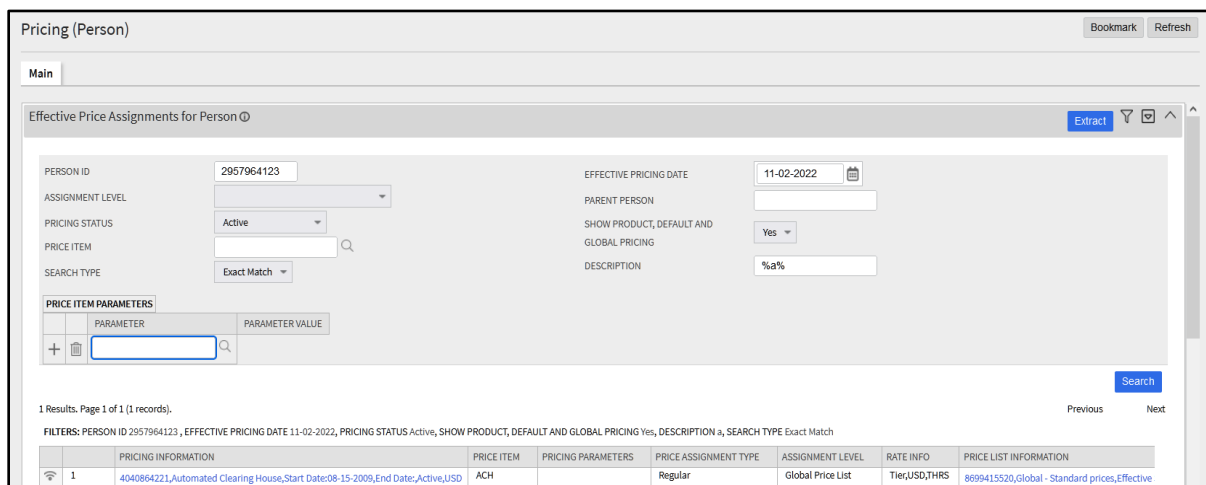 Pricing (Person)
Bookmark Refresh
Main
Effective Price Assignments for Person
Extract
PERSON ID 2957964123 EFFECTIVE PRICING DATE 11-02-2022
ASSIGNMENT LEVEL PARENT PERSON
PRICING STATUS Active SHOW PRODUCT, DEFAULT AND GLOBAL PRICING Yes
PRICE ITEM
SEARCH TYPE Exact Match DESCRIPTION %a%
PRICE ITEM PARAMETERS
PARAMETER PARAMETER VALUE
Search
1 Results. Page 1 of 1 (1 records). Previous Next
FILTERS: PERSON ID 2957964123 , EFFECTIVE PRICING DATE 11-02-2022, PRICING STATUS Active, SHOW PRODUCT, DEFAULT AND GLOBAL PRICING Yes, DESCRIPTION a, SEARCH TYPE Exact Match
PRICING INFORMATION PRICE ITEM PRICING PARAMETERS PRICE ASSIGNMENT TYPE ASSIGNMENT LEVEL RATE INFO PRICE LIST INFORMATION
1 4040864221,Automated Clearing House,Start Date:08-15-2009,End Date:,Active,USD ACH Regular Global Price List Tier,USD,THRS 8699415520,Global - Standard prices,Effective